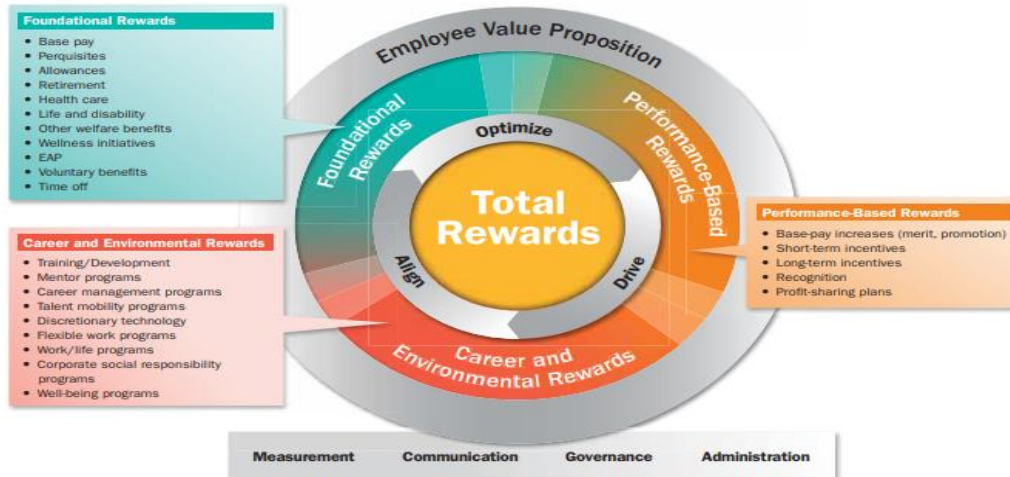 Foundational Rewards
• Base pay
• Perquisites
• Allowances
• Retirement
• Health care
• Life and disability
• Other welfare benefits
• Wellness initiatives
• EAP
• Voluntary benefits
• Time off
Career and Environmental Rewards
• Training/Development
• Mentor programs
• Career management programs
• Talent mobility programs
• Discretionary technology
• Flexible work programs
• Work/life programs
• Corporate social responsibility
programs
• Well-being programs
Employee Value Proposition
Foundational
Rewards
Performance-Based
Rewards
Optimize
Align
Drive
Total
Rewards
Career and
Environmental Rewards
Performance-Based Rewards
• Base-pay increases (merit, promotion)
• Short-term incentives
• Long-term incentives
• Recognition
• Profit-sharing plans
Measurement Communication Governance Administration